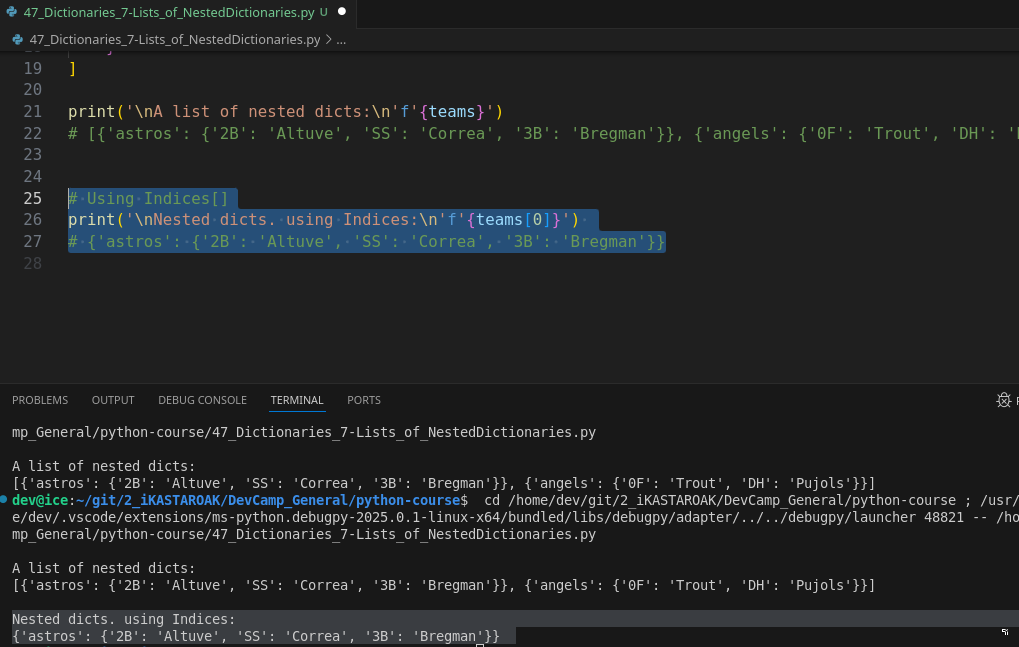 47_Dictionaries_7-Lists_of_NestedDictionaries.py U
47_Dictionaries_7-Lists_of_NestedDictionaries.py > ...
19 ]
20
21 print('\nA list of nested dicts:\n'f'{teams}')
22 # [{'astros': {'2B': 'Altuve', 'SS': 'Correa', '3B': 'Bregman'}}, {'angels': {'0F': 'Trout', 'DH': '
23
24
25 # Using Indices[]
26 print('\nNested dicts. using Indices:\n'f'{teams[0]}')
27 # {'astros': {'2B': 'Altuve', 'SS': 'Correa', '3B': 'Bregman'}}
28
PROBLEMS OUTPUT DEBUG CONSOLE TERMINAL PORTS
mp_General/python-course/47_Dictionaries_7-Lists_of_NestedDictionaries.py
A list of nested dicts:
[{'astros': {'2B': 'Altuve', 'SS': 'Correa', '3B': 'Bregman'}}, {'angels': {'0F': 'Trout', 'DH': 'Pujols'}}]
dev@ice:~/git/2_iKASTAROAK/DevCamp_General/python-course$ cd /home/dev/git/2_iKASTAROAK/DevCamp_General/python-course ; /usr/
e/dev/.vscode/extensions/ms-python.debugpy-2025.0.1-linux-x64/bundled/libs/debugpy/adapter/../../debugpy/launcher 48821 -- /ho
mp_General/python-course/47_Dictionaries_7-Lists_of_NestedDictionaries.py
A list of nested dicts:
[{'astros': {'2B': 'Altuve', 'SS': 'Correa', '3B': 'Bregman'}}, {'angels': {'0F': 'Trout', 'DH': 'Pujols'}}]
Nested dicts. using Indices:
{'astros': {'2B': 'Altuve', 'SS': 'Correa', '3B': 'Bregman'}}